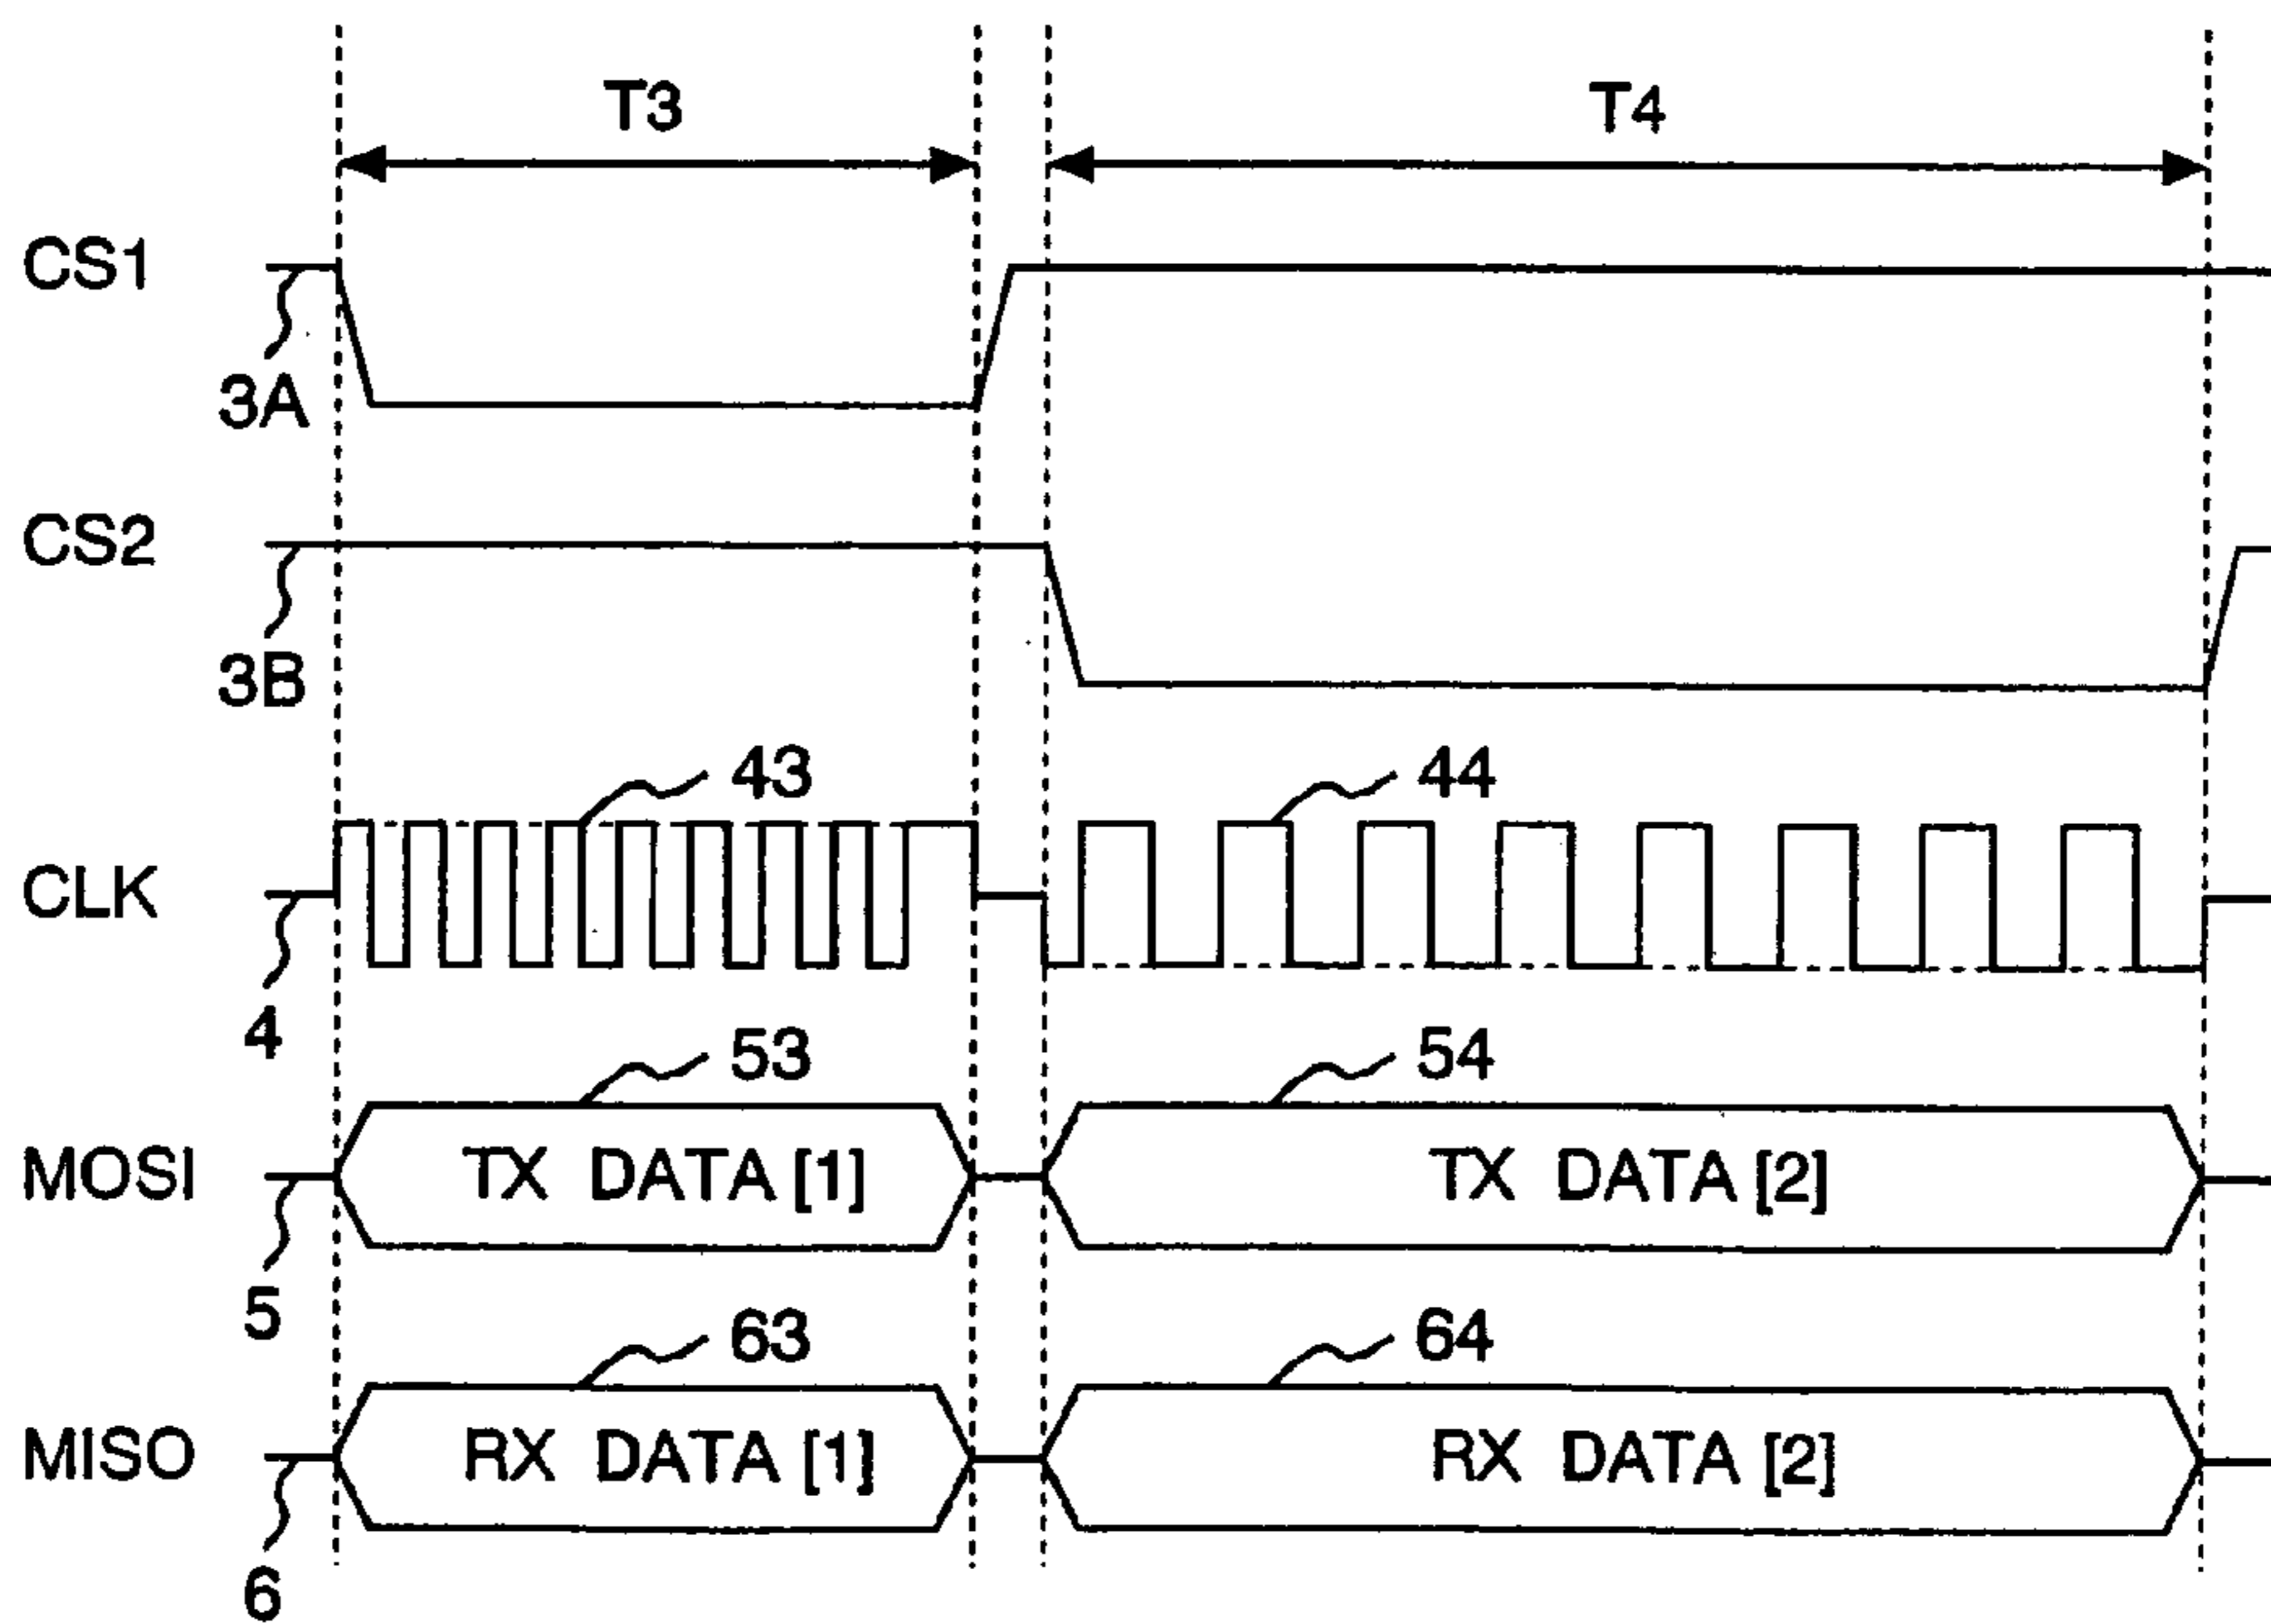 T3 T4
CS1
3A
CS2
3B
43 44
CLK
4
53 54
MOSI TX DATA [1] TX DATA [2]
5
63 64
MISO RX DATA [1] RX DATA [2]
6